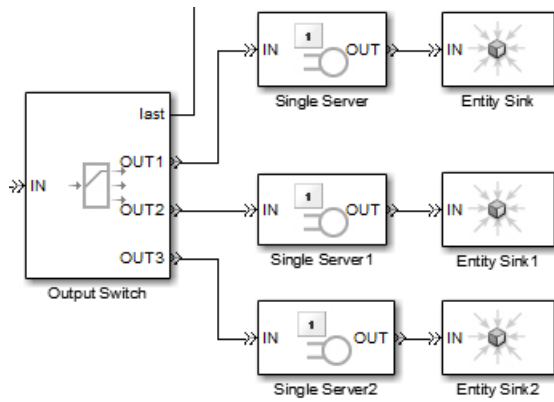 1
IN
OUT
IN
Single Server
Entity Sink
last
OUT1
IN
OUT2
OUT3
Output Switch
1
IN
OUT
IN
Single Server1
Entity Sink1
1
IN
OUT
IN
Single Server2
Entity Sink2